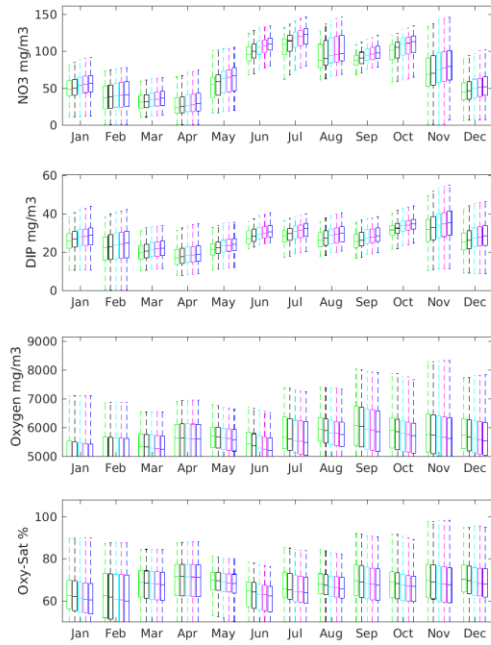 150
100
50
0
NO3 mg/m3
Jan Feb Mar Apr May Jun Jul Aug Sep Oct Nov Dec
60
40
20
0
DIP mg/m3
Jan Feb Mar Apr May Jun Jul Aug Sep Oct Nov Dec
9000
8000
7000
6000
5000
Oxygen mg/m3
Jan Feb Mar Apr May Jun Jul Aug Sep Oct Nov Dec
100
80
60
Oxy-Sat %
Jan Feb Mar Apr May Jun Jul Aug Sep Oct Nov Dec